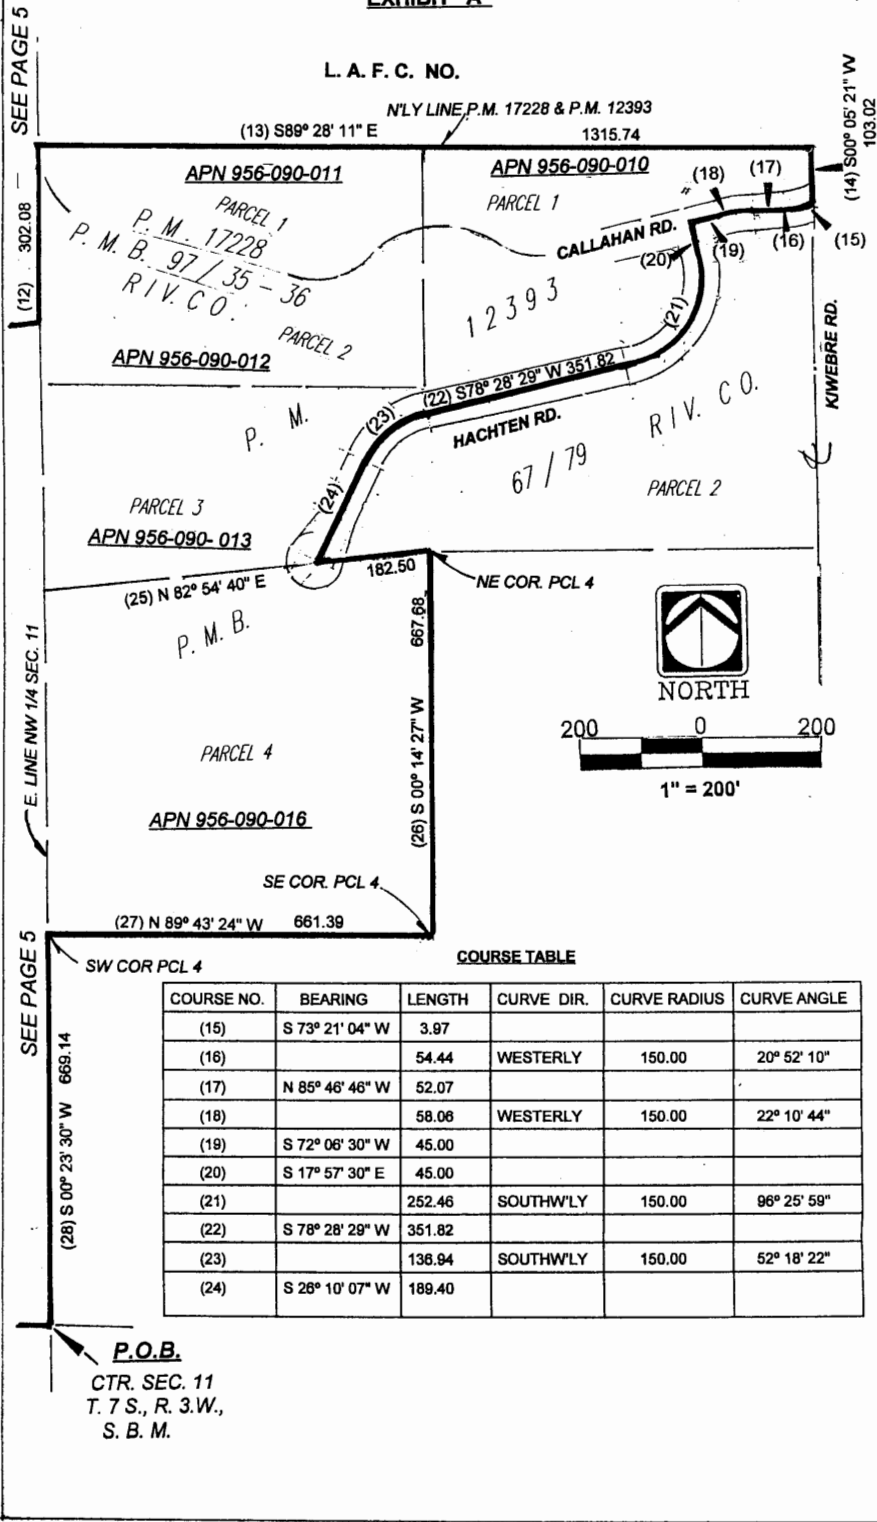 EXHIBIT "A"
SEE PAGE 5
L. A. F. C. NO.
N'LY LINE P.M. 17228 & P.M. 12393
(13) S89° 28' 11" E
1315.74
(14) S00° 05' 21" W
103.02
APN 956-090-011
APN 956-090-010
(18)
(17)
PARCEL 1
PARCEL 1
P. M. 17228
P. M. B. 97 / 35 - 36
RIV. CO.
(12) 302.08
CALLAHAN RD.
(20)
(19)
(16)
(15)
12393
(21)
PARCEL 2
APN 956-090-012
KIWEBRE RD.
(22) S78° 28' 29" W 351.82
(23)
HACHTEN RD.
RIV. CO.
P. M.
67 / 79
PARCEL 2
(24)
PARCEL 3
APN 956-090- 013
182.50
NE COR. PCL 4
(25) N 82° 54' 40" E
P. M. B.
667.68
(26) S 00° 14' 27" W
NORTH
200 0 200
1" = 200'
E. LINE NW 1/4 SEC. 11
PARCEL 4
APN 956-090-016
SE COR. PCL 4
(27) N 89° 43' 24" W 661.39
SEE PAGE 5
SW COR PCL 4
(28) S 00° 23' 30" W 669.14
COURSE TABLE
COURSE NO. BEARING LENGTH CURVE DIR. CURVE RADIUS CURVE ANGLE
(15) S 73° 21' 04" W 3.97
(16) 54.44 WESTERLY 150.00 20° 52' 10"
(17) N 85° 46' 46" W 52.07
(18) 58.06 WESTERLY 150.00 22° 10' 44"
(19) S 72° 06' 30" W 45.00
(20) S 17° 57' 30" E 45.00
(21) 252.46 SOUTHW'LY 150.00 96° 25' 59"
(22) S 78° 28' 29" W 351.82
(23) 136.94 SOUTHW'LY 150.00 52° 18' 22"
(24) S 26° 10' 07" W 189.40
P.O.B.
CTR. SEC. 11
T. 7 S., R. 3.W.,
S. B. M.